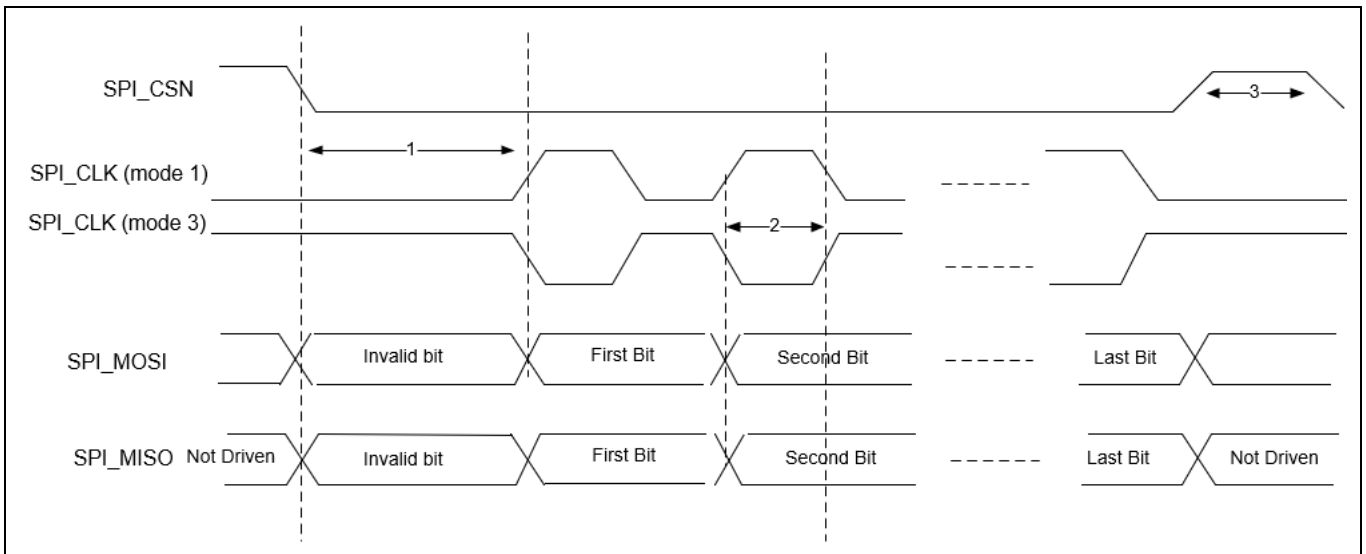 SPI_CSN
3
1
SPI_CLK (mode 1)
SPI_CLK (mode 3)
2
SPI_MOSI Invalid bit First Bit Second Bit Last Bit
SPI_MISO Not Driven Invalid bit First Bit Second Bit Last Bit Not Driven